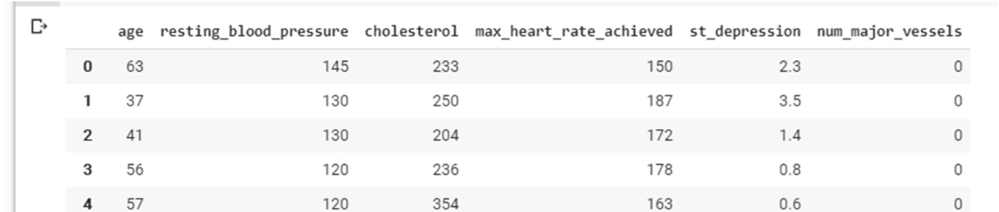 age resting_blood_pressure cholesterol max_heart_rate_achieved st_depression num_major_vessels
0 63 145 233 150 2.3 0
1 37 130 250 187 3.5 0
2 41 130 204 172 1.4 0
3 56 120 236 178 0.8 0
4 57 120 354 163 0.6 0